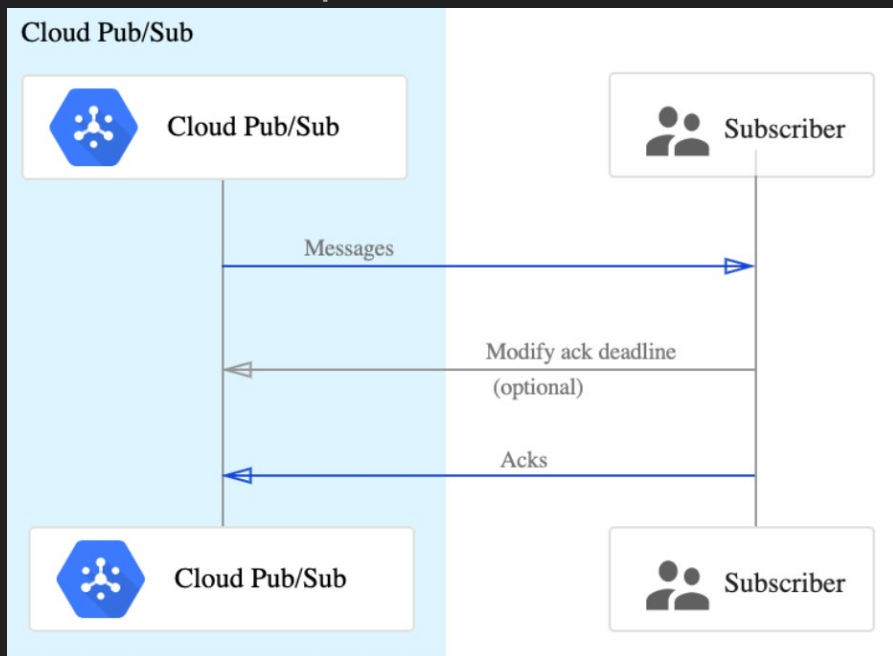 Cloud Pub/Sub
Cloud Pub/Sub
Subscriber
Messages
Modify ack deadline
(optional)
Acks
Cloud Pub/Sub
Subscriber